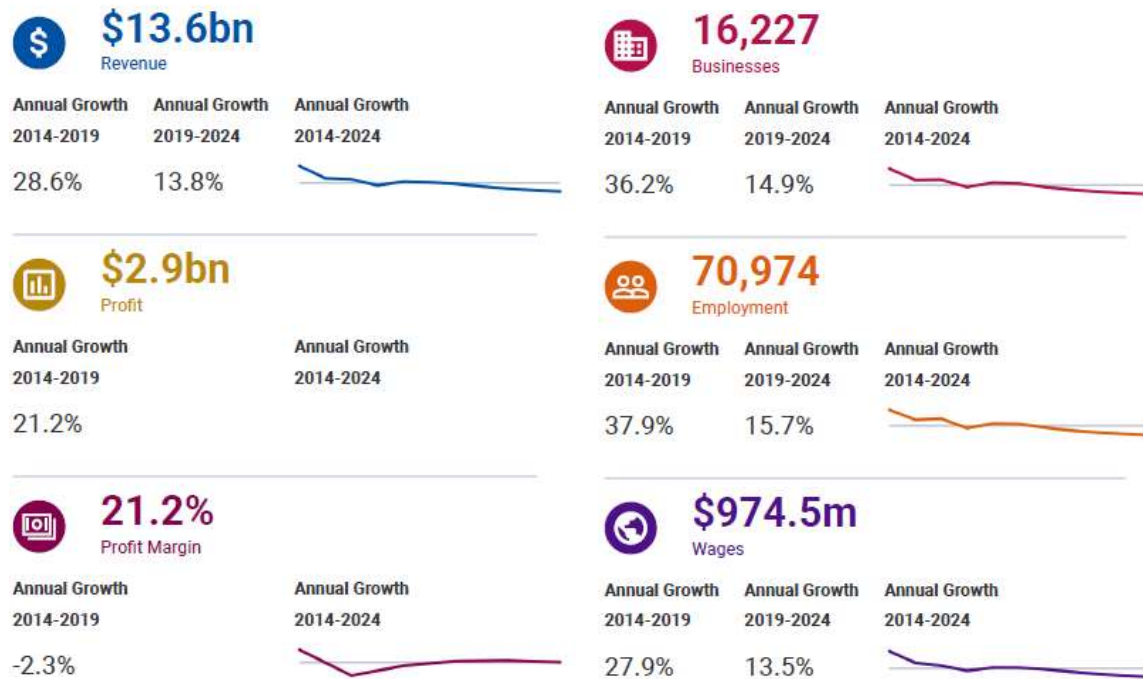 $13.6bn
Revenue
Annual Growth Annual Growth Annual Growth
2014-2019 2019-2024 2014-2024
28.6% 13.8%
$2.9bn
Profit
Annual Growth Annual Growth
2014-2019 2014-2024
21.2%
21.2%
Profit Margin
Annual Growth Annual Growth
2014-2019 2014-2024
-2.3%
16,227
Businesses
Annual Growth Annual Growth Annual Growth
2014-2019 2019-2024 2014-2024
36.2% 14.9%
70,974
Employment
Annual Growth Annual Growth Annual Growth
2014-2019 2019-2024 2014-2024
37.9% 15.7%
$974.5m
Wages
Annual Growth Annual Growth Annual Growth
2014-2019 2019-2024 2014-2024
27.9% 13.5%